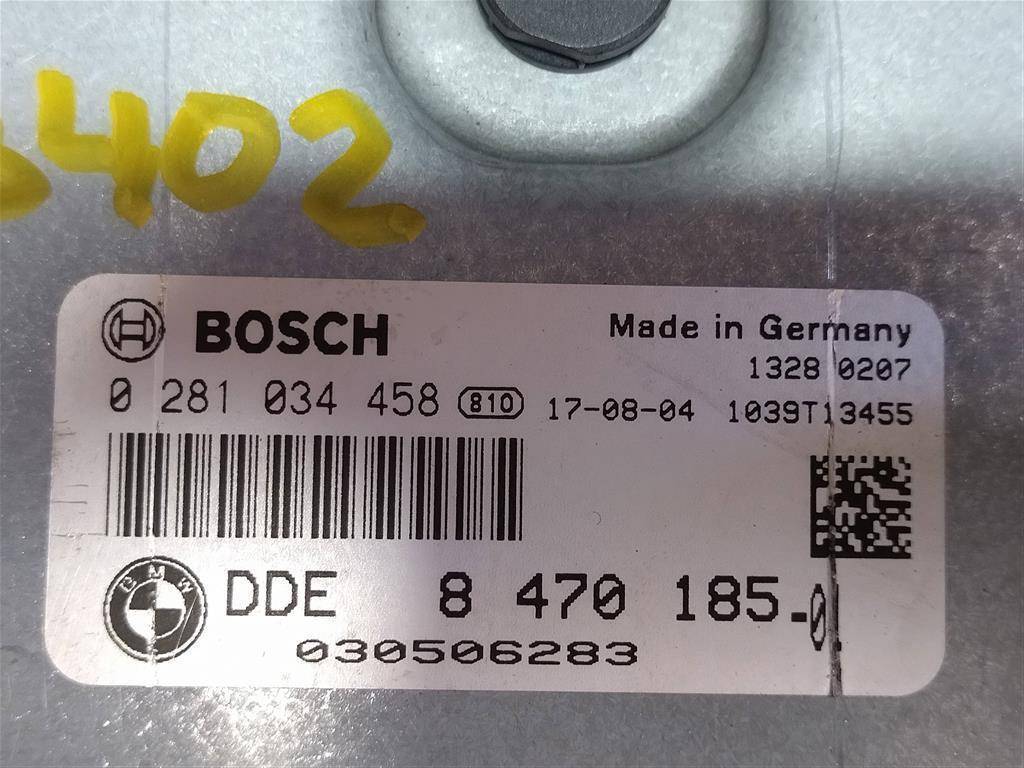 402
BOSCH
Made in Germany
1328 0207
0 281 034 458 810 17-08-04 1039T13455
BMW
DDE 8 470 185.
030506283